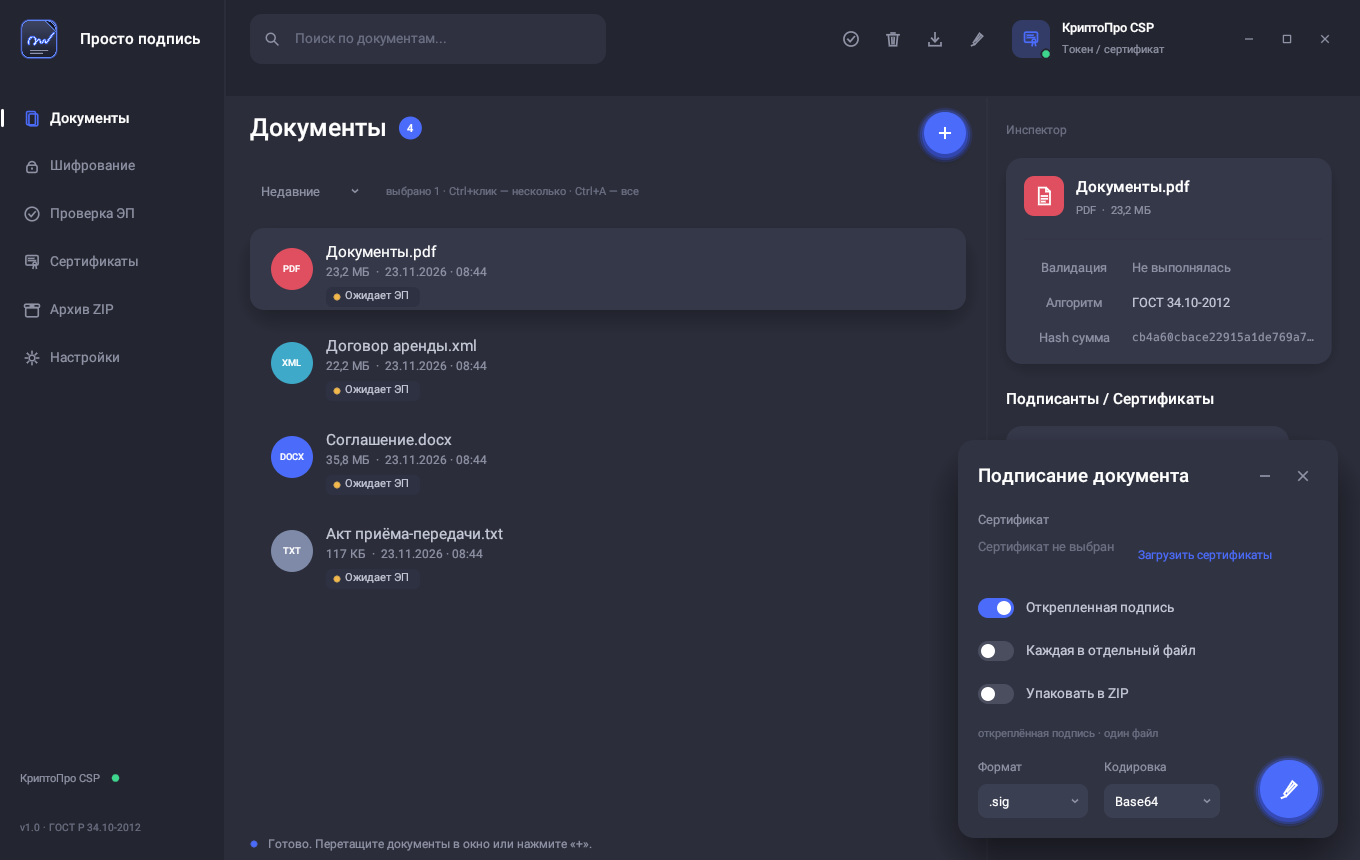 Просто подпись
Поиск по документам...
КриптоПро CSP
Токен / сертификат
Документы
Шифрование
Проверка ЭП
Сертификаты
Архив ZIP
Настройки
КриптоПро CSP
v1.0 · ГОСТ Р 34.10-2012
Документы 4
Недавние
выбрано 1 · Ctrl+клик — несколько · Ctrl+A — все
PDF
Документы.pdf
23,2 МБ · 23.11.2026 · 08:44
Ожидает ЭП
XML
Договор аренды.xml
22,2 МБ · 23.11.2026 · 08:44
Ожидает ЭП
DOCX
Соглашение.docx
35,8 МБ · 23.11.2026 · 08:44
Ожидает ЭП
TXT
Акт приёма-передачи.txt
117 КБ · 23.11.2026 · 08:44
Ожидает ЭП
Готово. Перетащите документы в окно или нажмите «+».
Инспектор
Документы.pdf
PDF · 23,2 МБ
Валидация Не выполнялась
Алгоритм ГОСТ 34.10-2012
Hash сумма cb4a60cbace22915a1de769a7…
Подписанты / Сертификаты
Подписание документа
Сертификат
Сертификат не выбран Загрузить сертификаты
Открепленная подпись
Каждая в отдельный файл
Упаковать в ZIP
откреплённая подпись · один файл
Формат Кодировка
.sig Base64